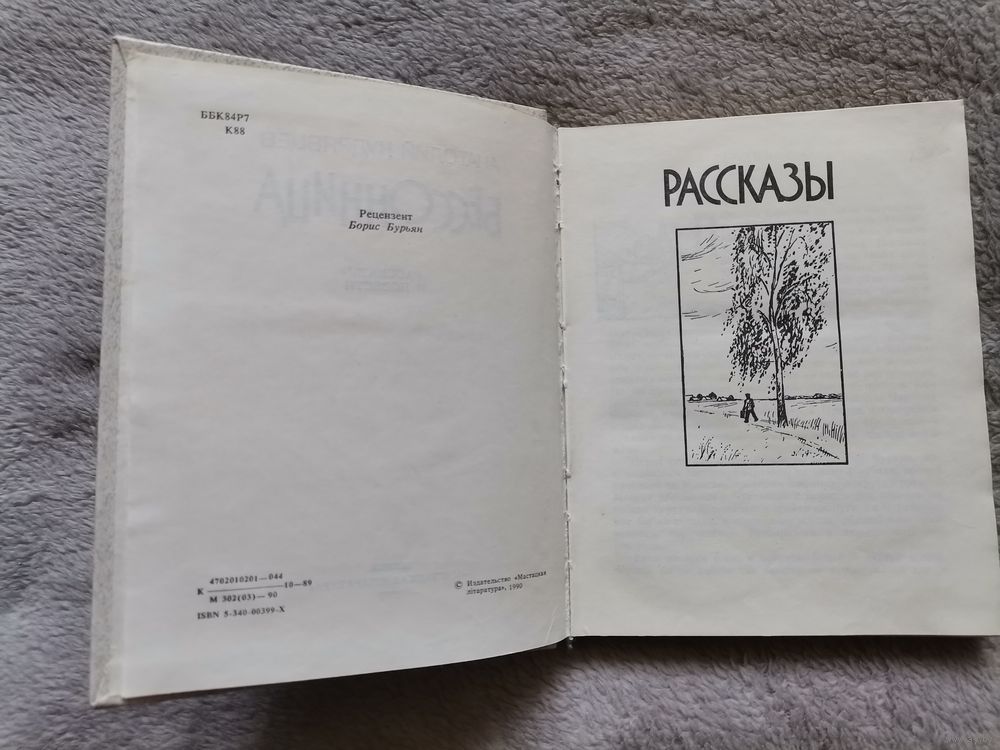 ББК84Р7
К88
Рецензент
Борис Бурьян
4702010201—044
К ———— 10—89
М 302(03)—90
ISBN 5-340-00399-X
© Издательство «Мастацкая
літаратура», 1990
РАССКАЗЫ